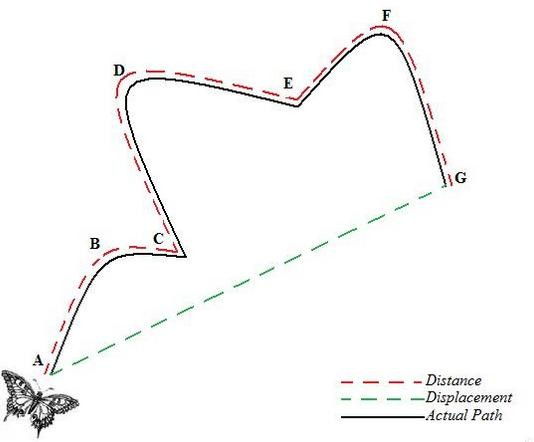 F
D
E
G
B
C
A
Distance
Displacement
Actual Path